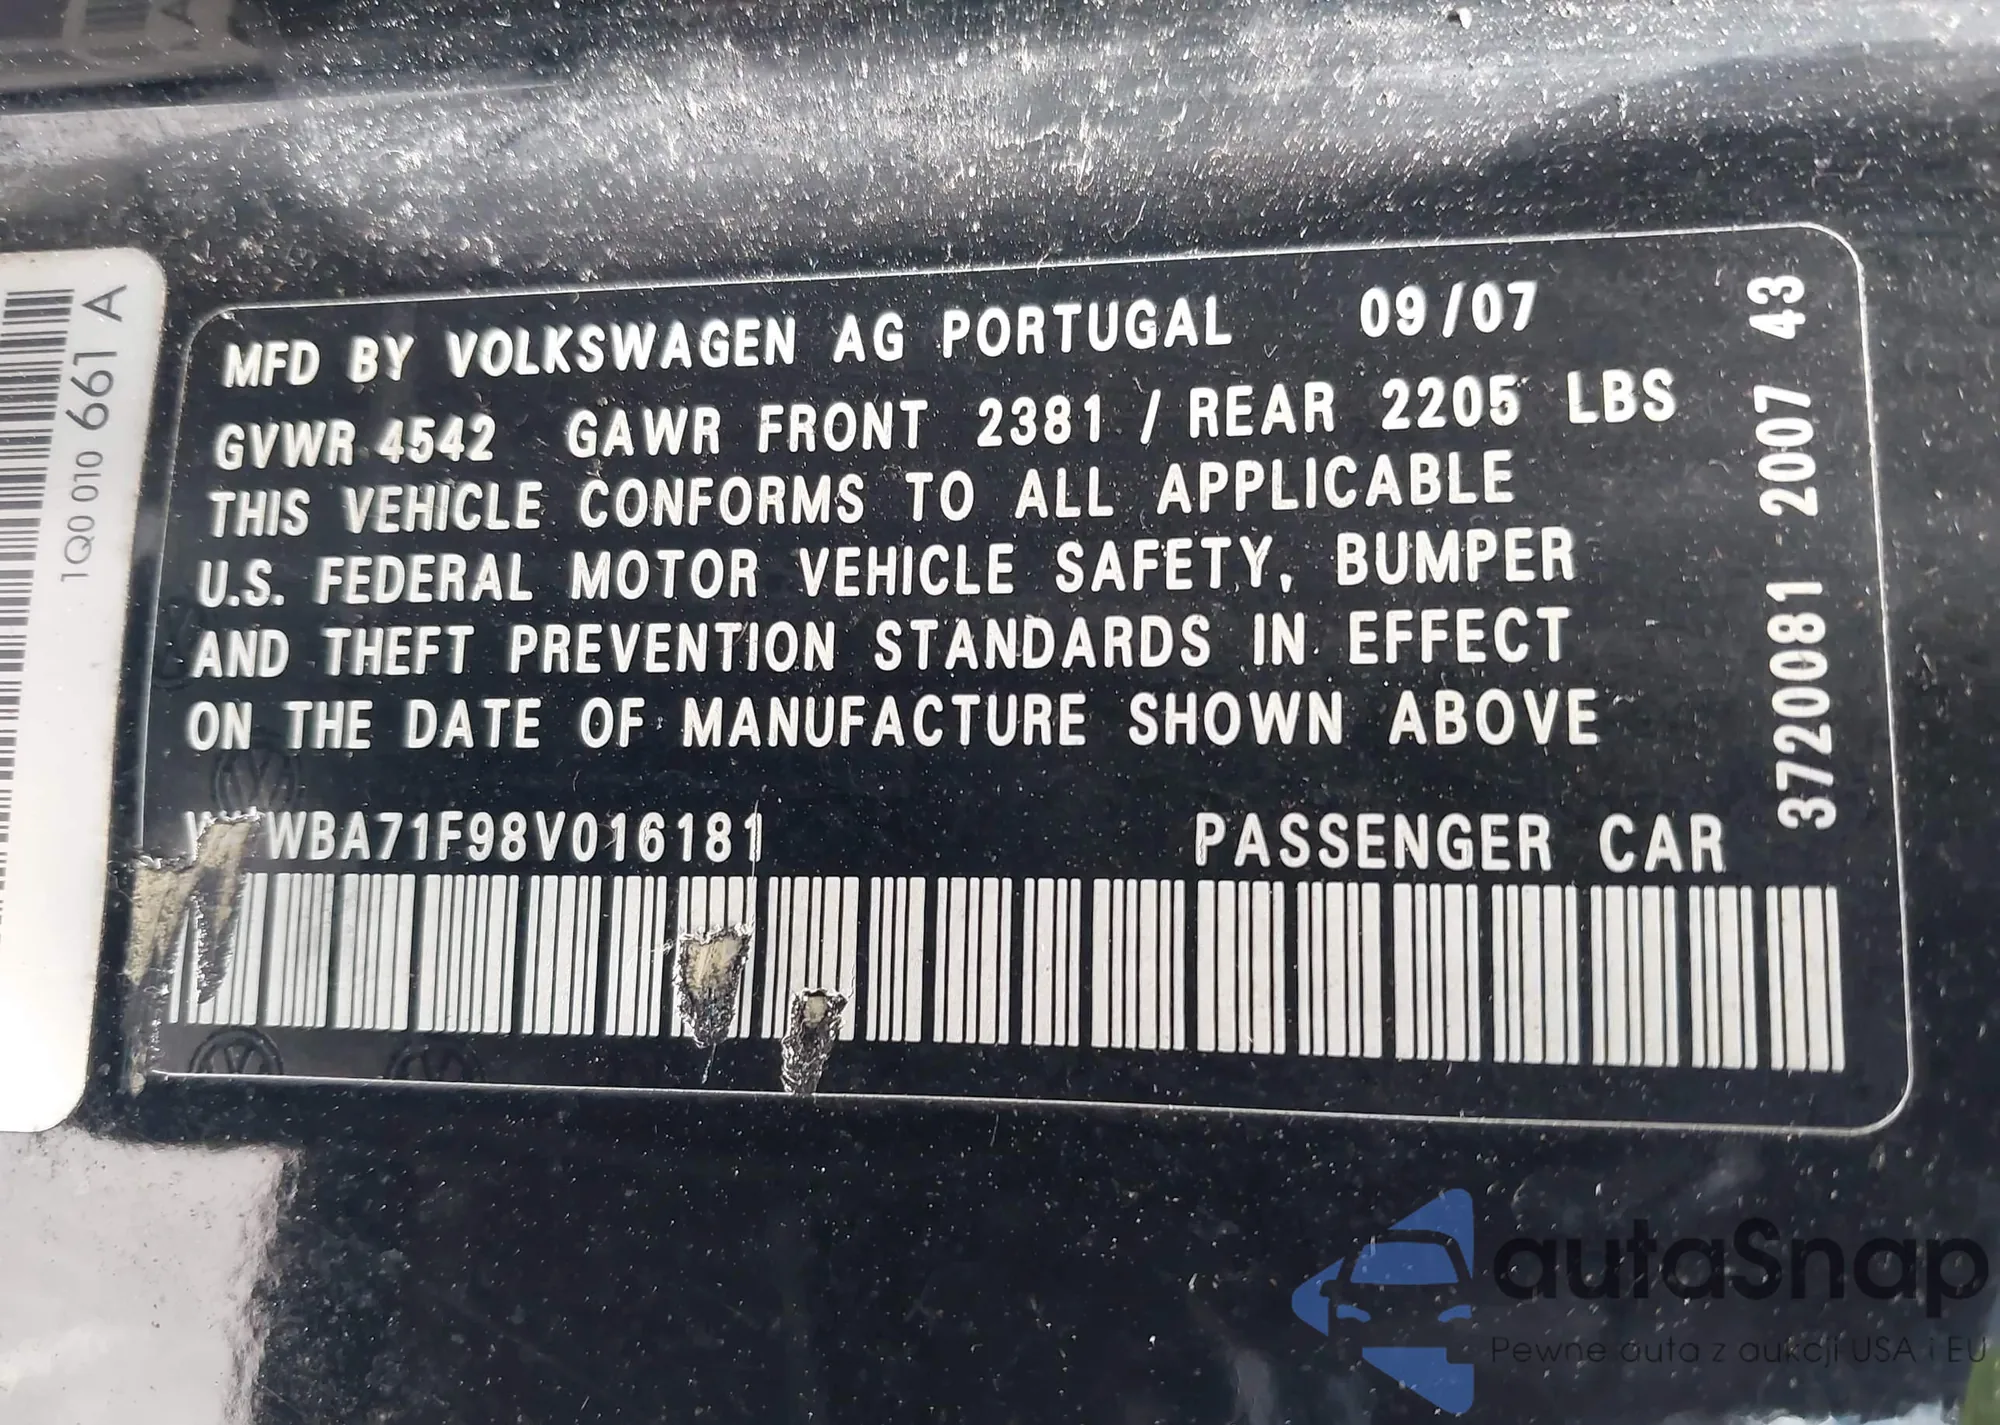 MFD BY VOLKSWAGEN AG PORTUGAL 09/07
GVWR 4542 GAWR FRONT 2381 / REAR 2205 LBS
THIS VEHICLE CONFORMS TO ALL APPLICABLE
U.S. FEDERAL MOTOR VEHICLE SAFETY, BUMPER
AND THEFT PREVENTION STANDARDS IN EFFECT
ON THE DATE OF MANUFACTURE SHOWN ABOVE
WBA71F98V016181 PASSENGER CAR
3720081 2007 43
1Q0 010 661 A
autaSnap
Pewne auta z aukcji USA i EU